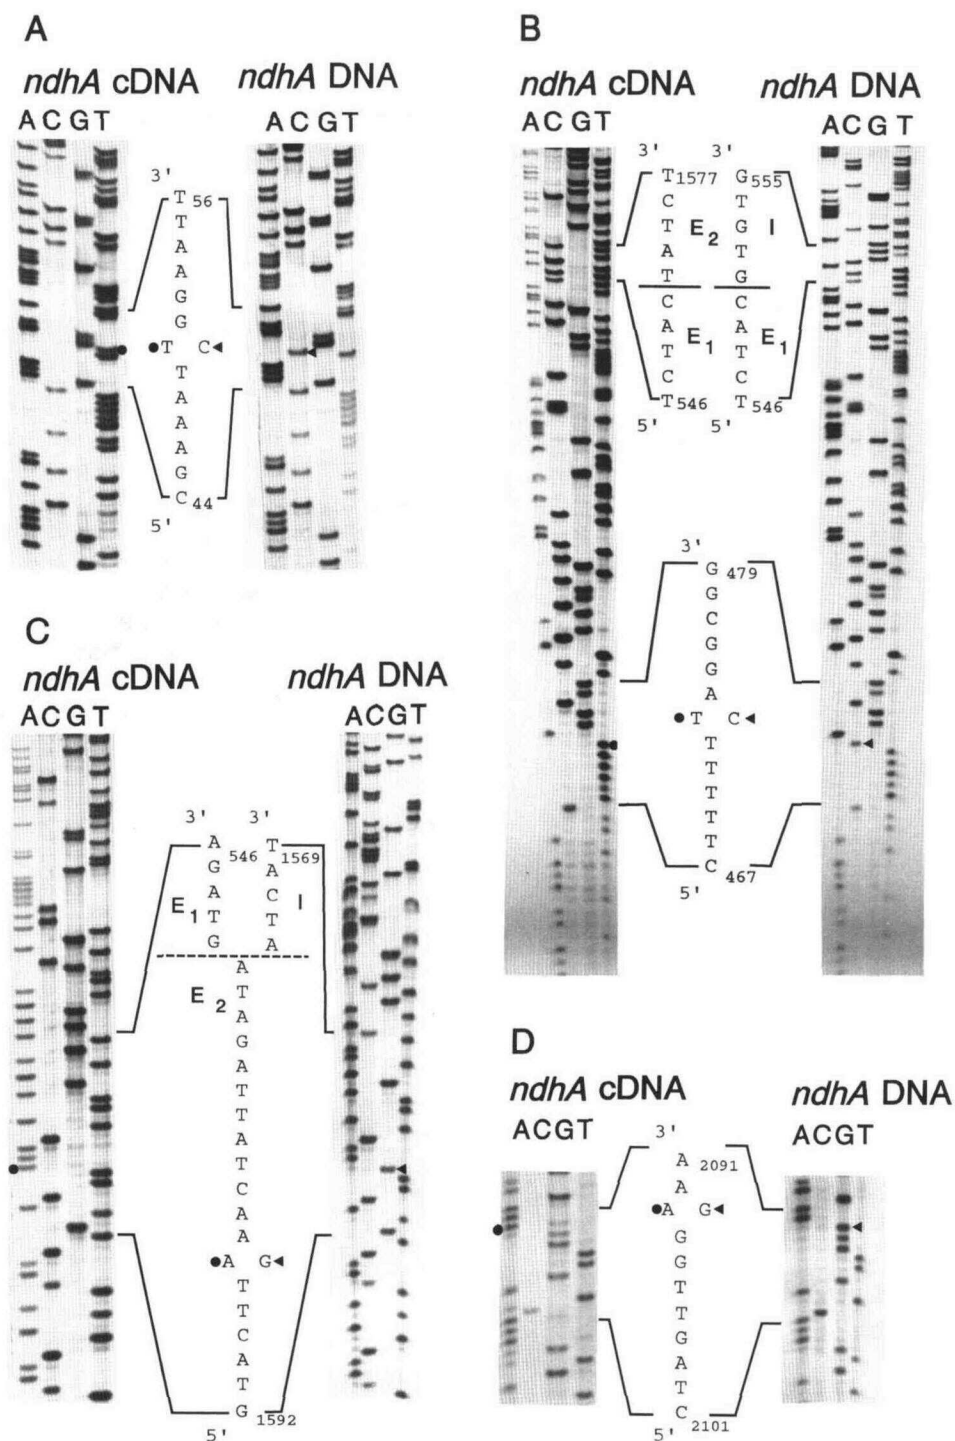 A
ndhA cDNA
ndhA DNA
A C G T
A C G T
3'
T 56
T
A
A
G
G
T C
T
A
A
A
G
C 44
5'
B
ndhA cDNA
ndhA DNA
A C G T
A C G T
3' 3'
T 1577 G 555
C T
T E2 G I
A T
T G
C C
A A
T E1 T E1
C C
T 546 T 546
5' 5'
3'
G 479
G
C
G
G
A
T C
T
T
T
T
T
C 467
5'
C
ndhA cDNA
ndhA DNA
A C G T
A C G T
3' 3'
A 546 T 1569
G A
A E1 C I
T T
G A
A
E2
T
A
G
A
T
T
A
T
C
A
A
A G
T
T
C
A
T
G 1592
5'
D
ndhA cDNA
ndhA DNA
ACGT
ACGT
3'
A 2091
A
A G
G
G
T
T
G
A
T
C 2101
5'